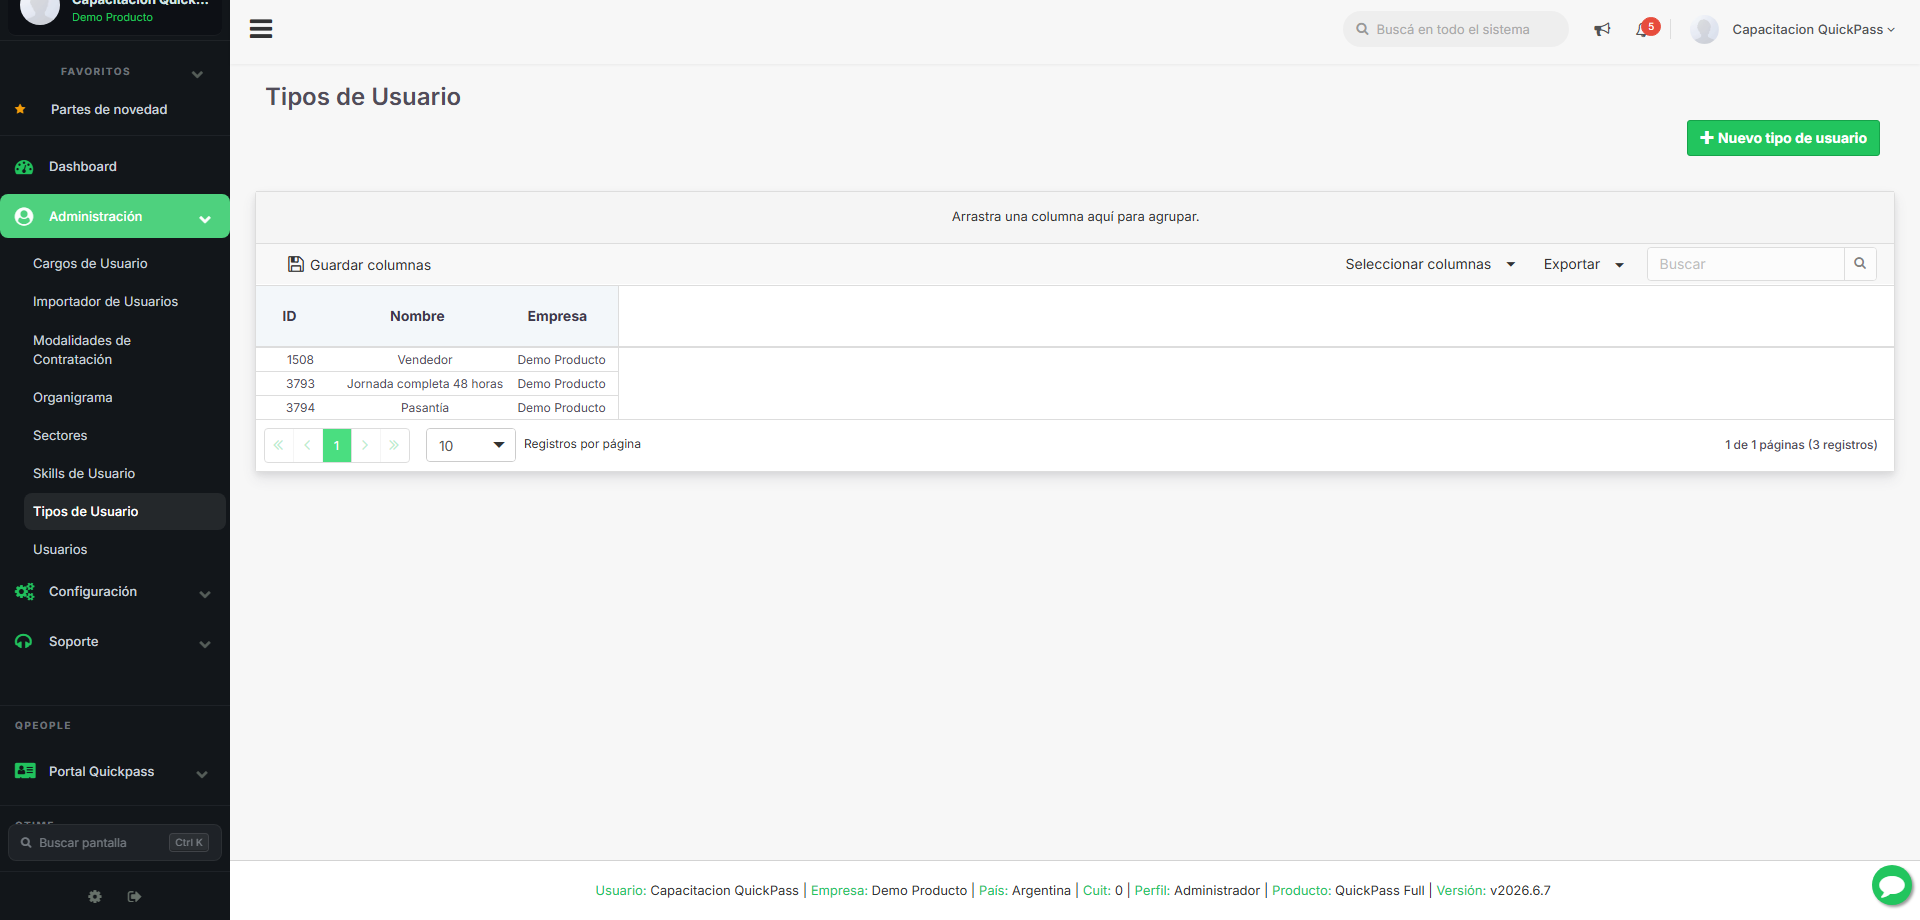 Capacitacion Quick...
Demo Producto
FAVORITOS
Partes de novedad
Dashboard
Administración
Cargos de Usuario
Importador de Usuarios
Modalidades de
Contratación
Organigrama
Sectores
Skills de Usuario
Tipos de Usuario
Usuarios
Configuración
Soporte
QPEOPLE
Portal Quickpass
QTIME
Buscar pantalla
Ctrl K
Buscá en todo el sistema
5
Capacitacion QuickPass
Tipos de Usuario
Nuevo tipo de usuario
Arrastra una columna aquí para agrupar.
Guardar columnas
Seleccionar columnas
Exportar
Buscar
ID Nombre Empresa
1508 Vendedor Demo Producto
3793 Jornada completa 48 horas Demo Producto
3794 Pasantía Demo Producto
1
10
Registros por página
1 de 1 páginas (3 registros)
Usuario: Capacitacion QuickPass | Empresa: Demo Producto | País: Argentina | Cuit: 0 | Perfil: Administrador | Producto: QuickPass Full | Versión: v2026.6.7